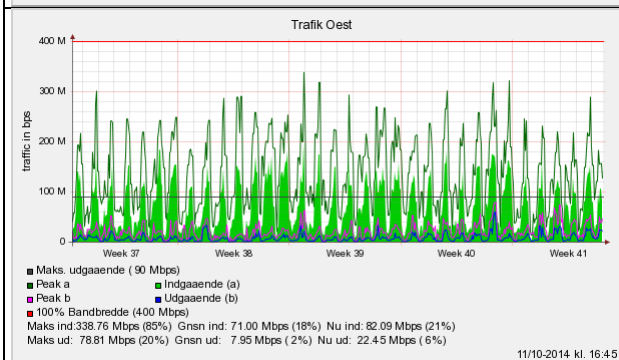 Trafik Oest
400 M
300 M
200 M
100 M
0
traffic in bps
Week 37 Week 38 Week 39 Week 40 Week 41
Maks. udgaaende ( 90 Mbps)
Peak a Indgaaende (a)
Peak b Udgaaende (b)
100% Bandbredde (400 Mbps)
Maks ind:338.76 Mbps (85%) Gnsn ind: 71.00 Mbps (18%) Nu ind: 82.09 Mbps (21%)
Maks ud: 78.81 Mbps (20%) Gnsn ud: 7.95 Mbps ( 2%) Nu ud: 22.45 Mbps ( 6%)
11/10-2014 kl. 16:45